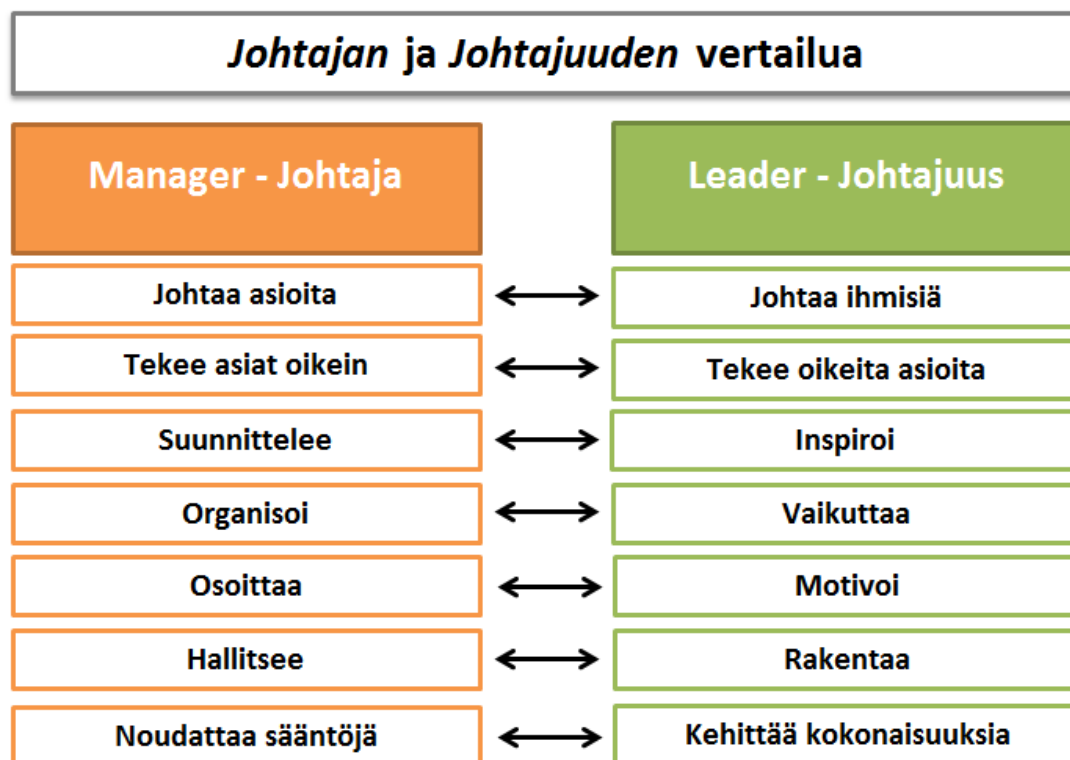 Johtajan ja Johtajuuden vertailua
Manager - Johtaja
Leader - Johtajuus
Johtaa asioita
Johtaa ihmisiä
Tekee asiat oikein
Tekee oikeita asioita
Suunnittelee
Inspiroi
Organisoi
Vaikuttaa
Osoittaa
Motivoi
Hallitsee
Rakentaa
Noudattaa sääntöjä
Kehittää kokonaisuuksia